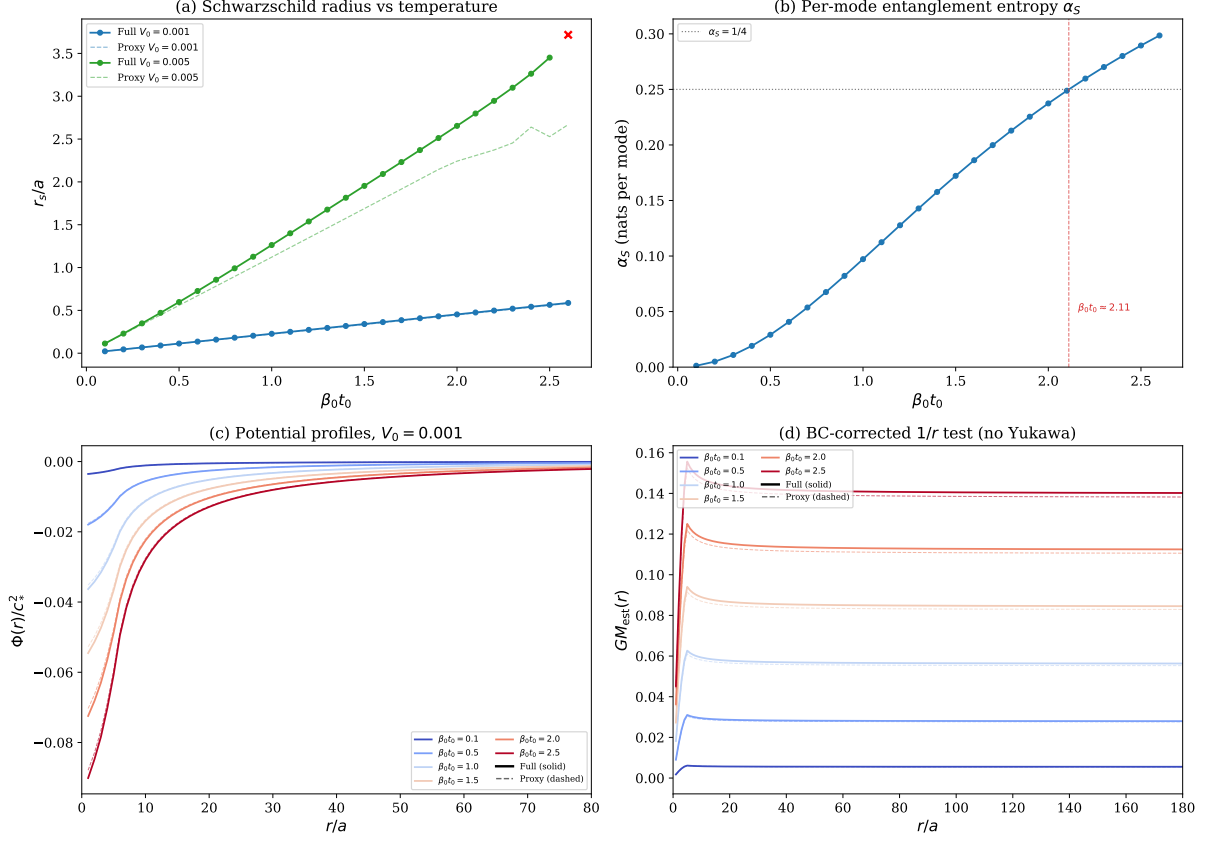 (a) Schwarzschild radius vs temperature
Full V₀ = 0.001
Proxy V₀ = 0.001
Full V₀ = 0.005
Proxy V₀ = 0.005
3.5
3.0
2.5
2.0
1.5
1.0
0.5
0.0
rₛ/a
0.0 0.5 1.0 1.5 2.0 2.5
β₀t₀
(b) Per-mode entanglement entropy α_S
α_S = 1/4
0.30
0.25
0.20
0.15
0.10
0.05
0.00
α_S (nats per mode)
β₀t₀ ≈ 2.11
0.0 0.5 1.0 1.5 2.0 2.5
β₀t₀
(c) Potential profiles, V₀ = 0.001
0.00
−0.02
−0.04
−0.06
−0.08
Φ(r)/c²_*
β₀t₀ = 0.1
β₀t₀ = 0.5
β₀t₀ = 1.0
β₀t₀ = 1.5
β₀t₀ = 2.0
β₀t₀ = 2.5
Full (solid)
Proxy (dashed)
0 10 20 30 40 50 60 70 80
r/a
(d) BC-corrected 1/r test (no Yukawa)
β₀t₀ = 0.1
β₀t₀ = 0.5
β₀t₀ = 1.0
β₀t₀ = 1.5
β₀t₀ = 2.0
β₀t₀ = 2.5
Full (solid)
Proxy (dashed)
0.16
0.14
0.12
0.10
0.08
0.06
0.04
0.02
0.00
GM_est(r)
0 20 40 60 80 100 120 140 160 180
r/a